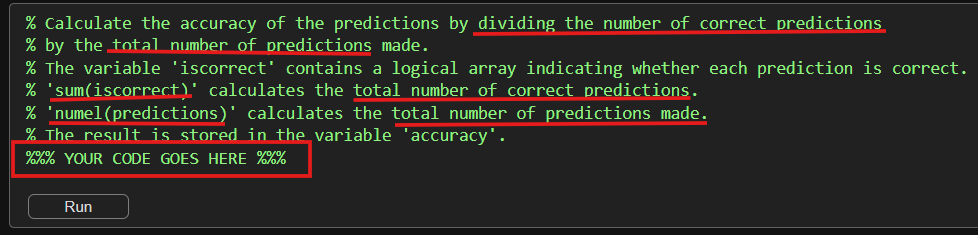 % Calculate the accuracy of the predictions by dividing the number of correct predictions
% by the total number of predictions made.
% The variable 'iscorrect' contains a logical array indicating whether each prediction is correct.
% 'sum(iscorrect)' calculates the total number of correct predictions.
% 'numel(predictions)' calculates the total number of predictions made.
% The result is stored in the variable 'accuracy'.
%%% YOUR CODE GOES HERE %%%
Run